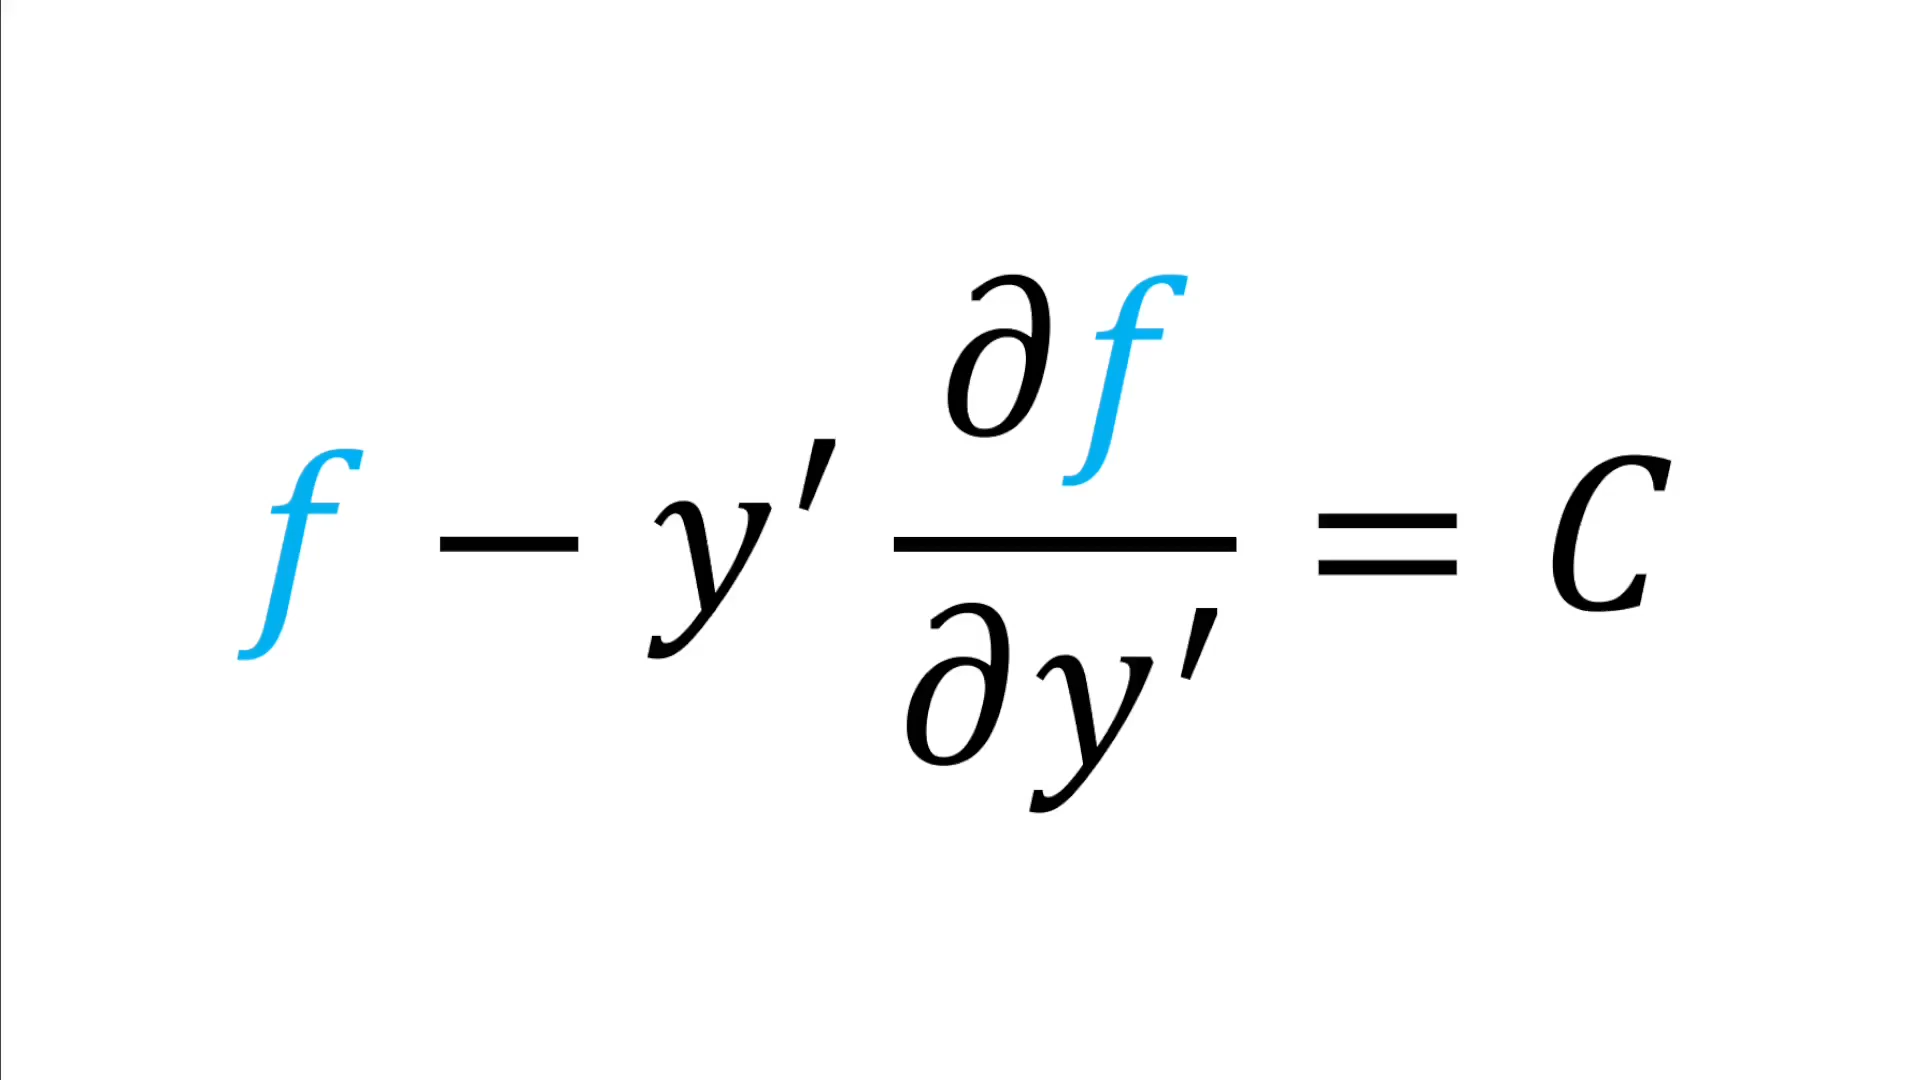 f − y′ ∂f/∂y′ = C